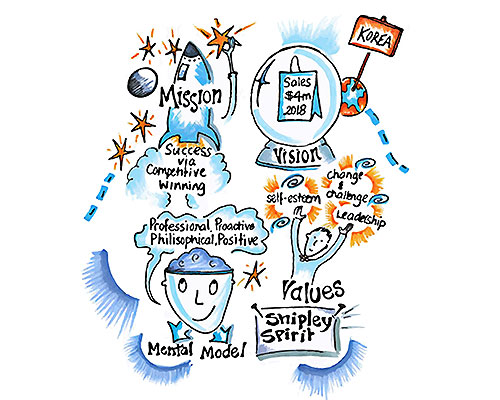 KOREA
Mission
Sales
$4m
2018
Success
via
Competitive
Winning
Vision
self-esteem
change
&
challenge
Leadership
Professional, Proactive
Philisophical, Positive
Values
Shipley
Spirit
Mental Model